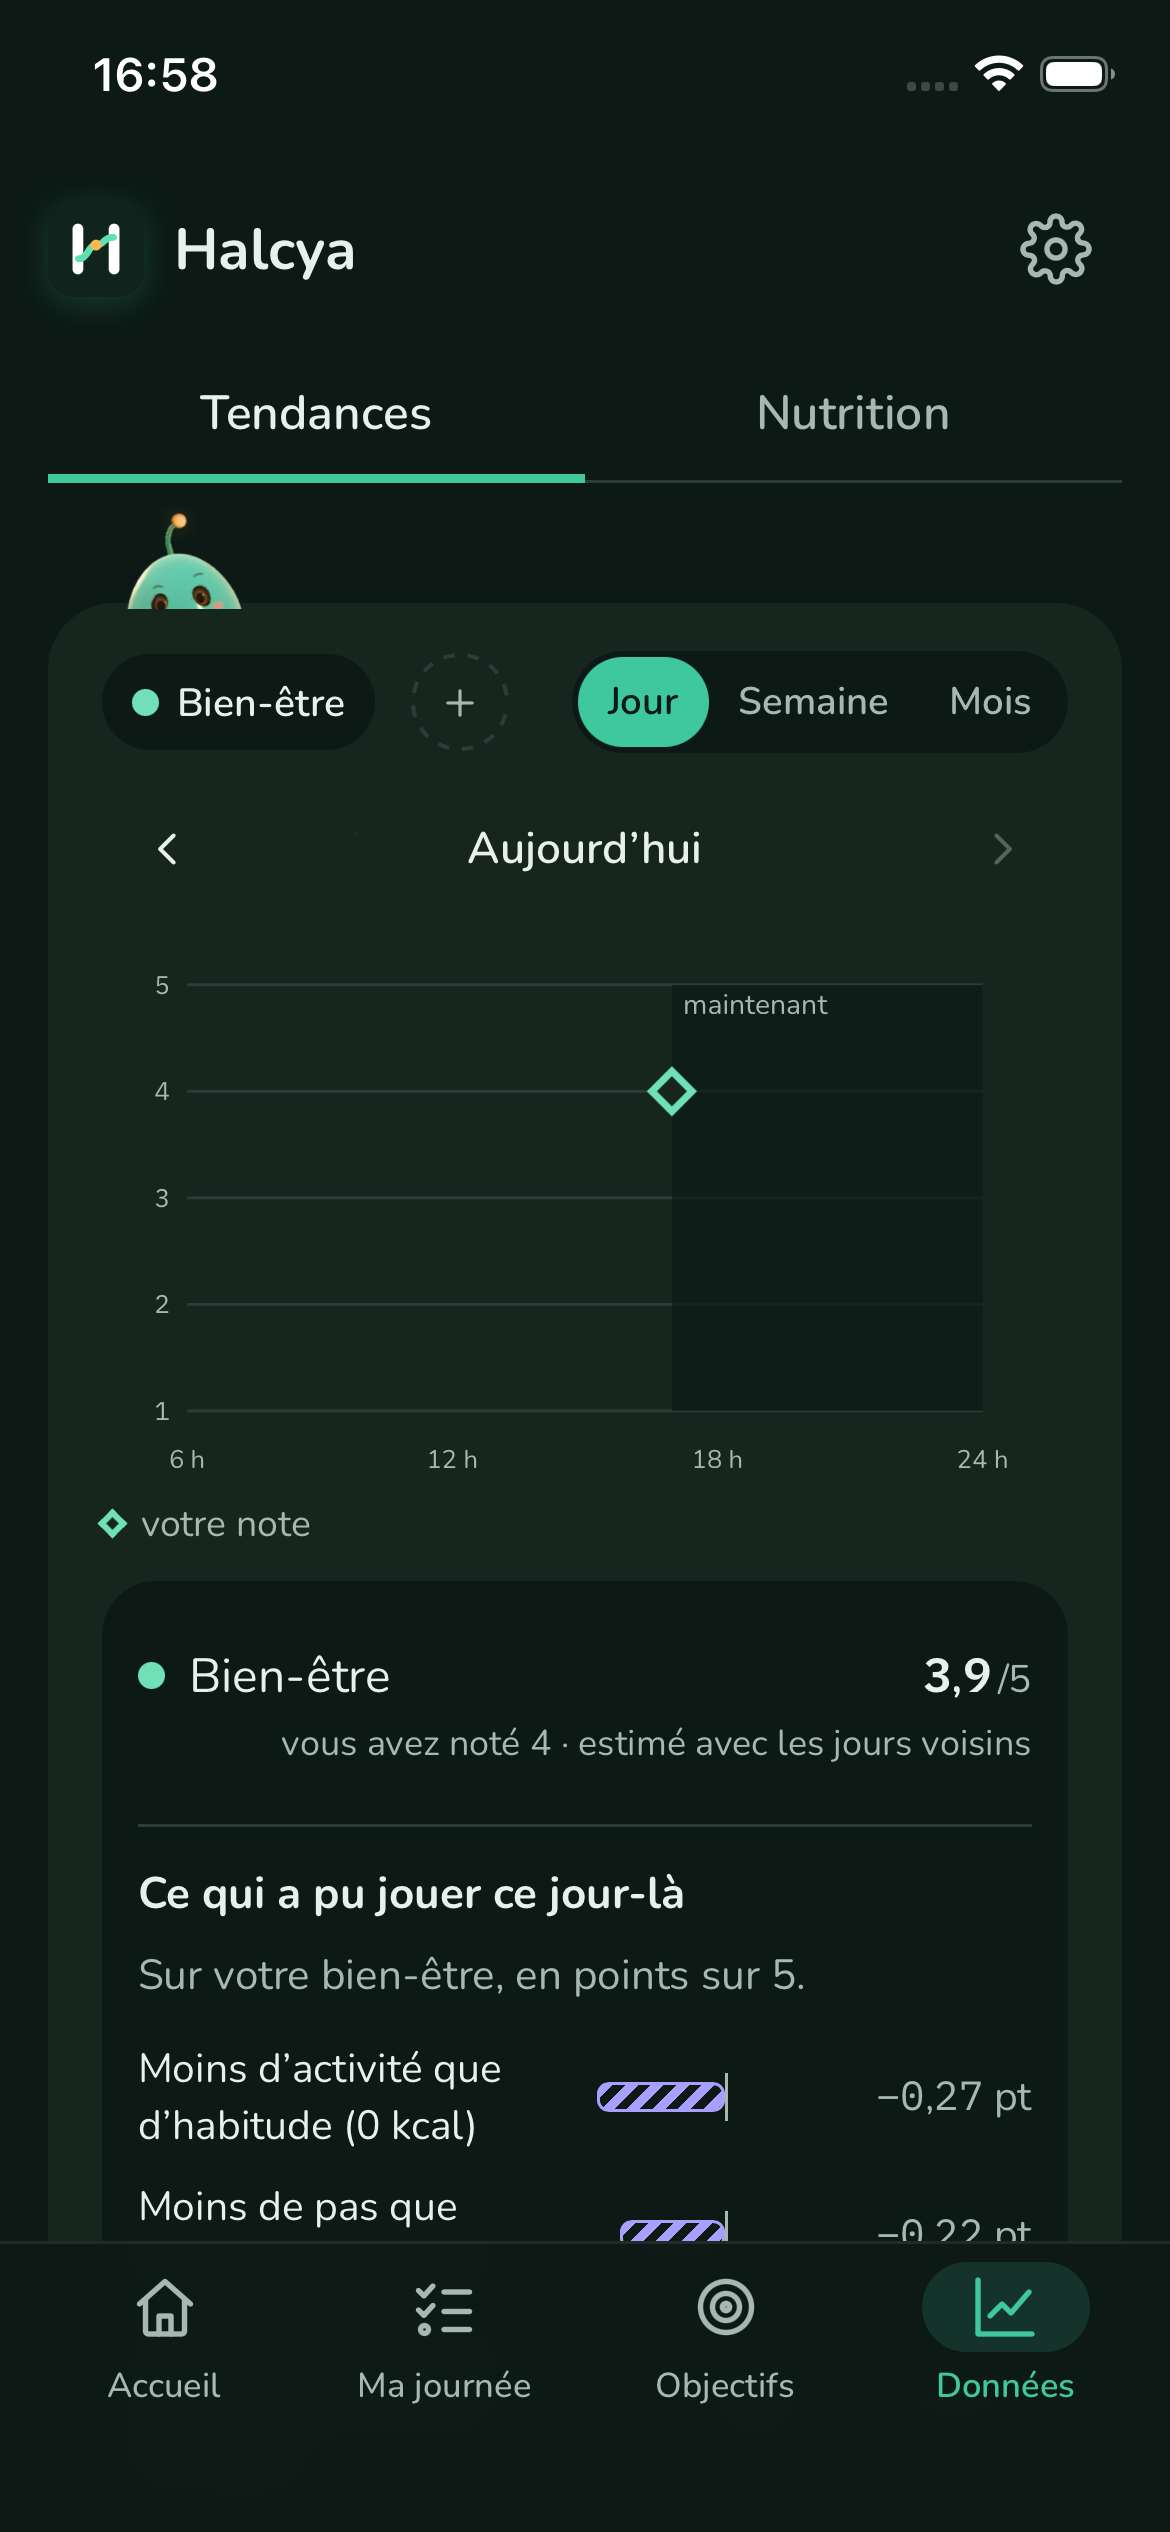 16:58
Halcya
Tendances
Nutrition
Bien-être
Jour
Semaine
Mois
Aujourd’hui
5
maintenant
4
3
2
1
6 h
12 h
18 h
24 h
votre note
Bien-être
3,9 /5
vous avez noté 4 · estimé avec les jours voisins
Ce qui a pu jouer ce jour-là
Sur votre bien-être, en points sur 5.
Moins d’activité que
d’habitude (0 kcal)
−0,27 pt
Moins de pas que
−0,22 pt
Accueil
Ma journée
Objectifs
Données